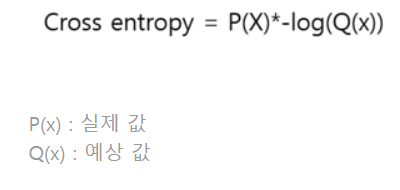 Cross entropy = P(X)*-log(Q(x))
P(x) : 실제 값
Q(x) : 예상 값